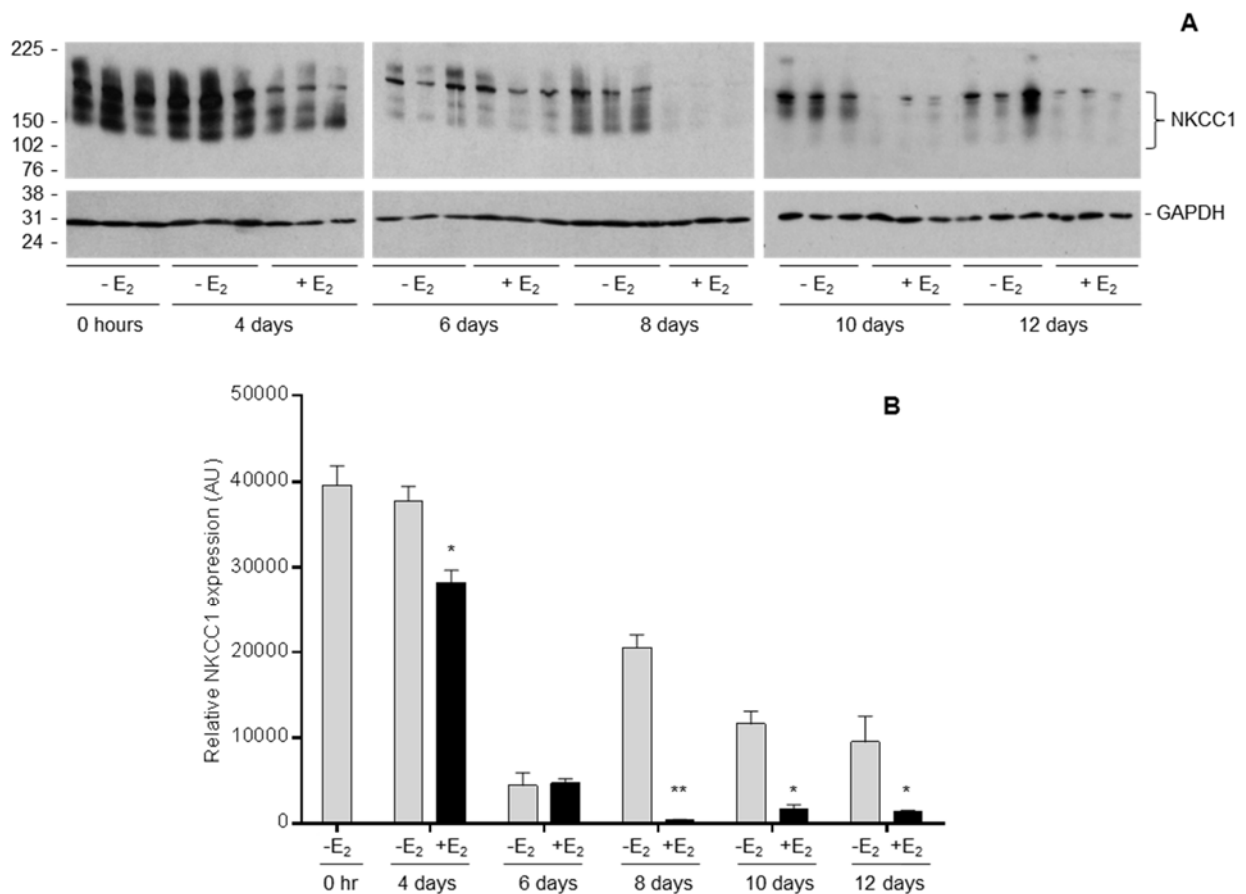 A
225 -
150 -
102 -
76 -
38 -
31 -
24 -
NKCC1
- GAPDH
- E2 - E2 + E2 - E2 + E2 - E2 + E2 - E2 + E2 - E2 + E2
0 hours 4 days 6 days 8 days 10 days 12 days
B
Relative NKCC1 expression (AU)
50000
40000
30000
20000
10000
0
* ** * *
-E2 -E2 +E2 -E2 +E2 -E2 +E2 -E2 +E2 -E2 +E2
0 hr 4 days 6 days 8 days 10 days 12 days